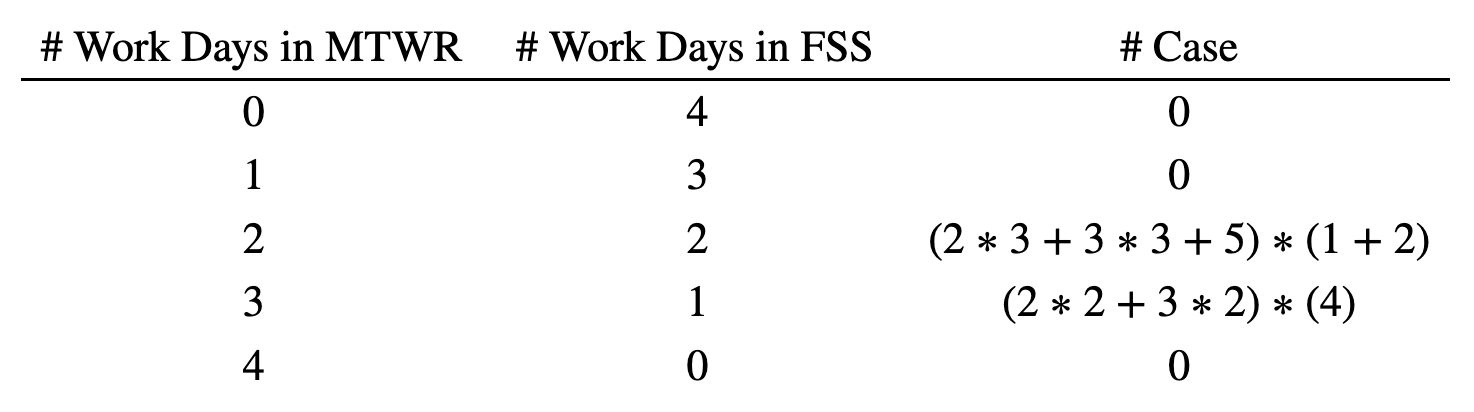 # Work Days in MTWR # Work Days in FSS # Case
0 4 0
1 3 0
2 2 (2 ∗ 3 + 3 ∗ 3 + 5) ∗ (1 + 2)
3 1 (2 ∗ 2 + 3 ∗ 2) ∗ (4)
4 0 0